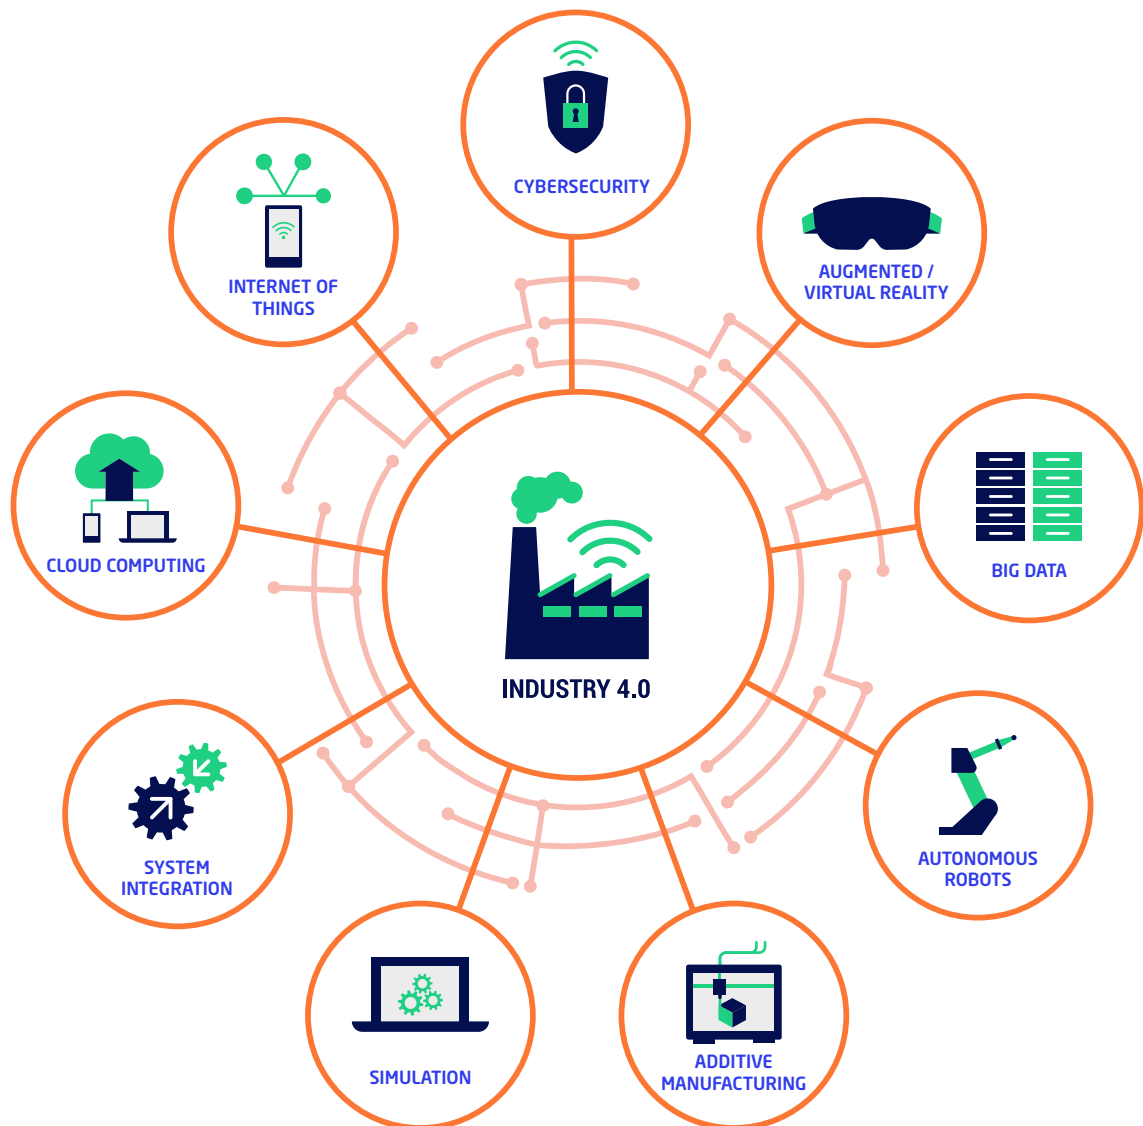 CYBERSECURITY
AUGMENTED /
VIRTUAL REALITY
BIG DATA
AUTONOMOUS
ROBOTS
ADDITIVE
MANUFACTURING
SIMULATION
SYSTEM
INTEGRATION
CLOUD COMPUTING
INTERNET OF
THINGS
INDUSTRY 4.0